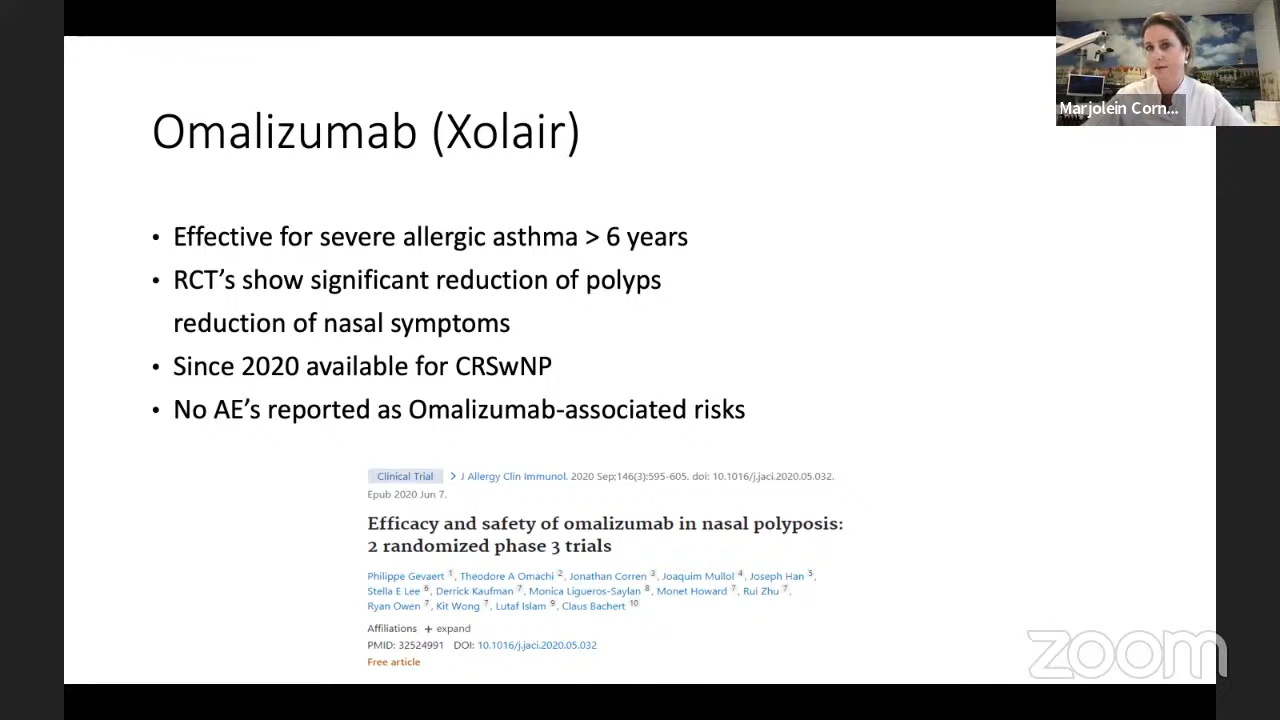 Omalizumab (Xolair)
• Effective for severe allergic asthma > 6 years
• RCT’s show significant reduction of polyps
reduction of nasal symptoms
• Since 2020 available for CRSwNP
• No AE’s reported as Omalizumab-associated risks
Clinical Trial > J Allergy Clin Immunol. 2020 Sep;146(3):595-605. doi: 10.1016/j.jaci.2020.05.032.
Epub 2020 Jun 7.
Efficacy and safety of omalizumab in nasal polyposis:
2 randomized phase 3 trials
Philippe Gevaert 1, Theodore A Omachi 2, Jonathan Corren 3, Joaquim Mullol 4, Joseph Han 5,
Stella E Lee 6, Derrick Kaufman 7, Monica Ligueros-Saylan 8, Monet Howard 7, Rui Zhu 7,
Ryan Owen 7, Kit Wong 7, Lutaf Islam 9, Claus Bachert 10
Affiliations + expand
PMID: 32524991 DOI: 10.1016/j.jaci.2020.05.032
Free article
Marjolein Corn...
zoom